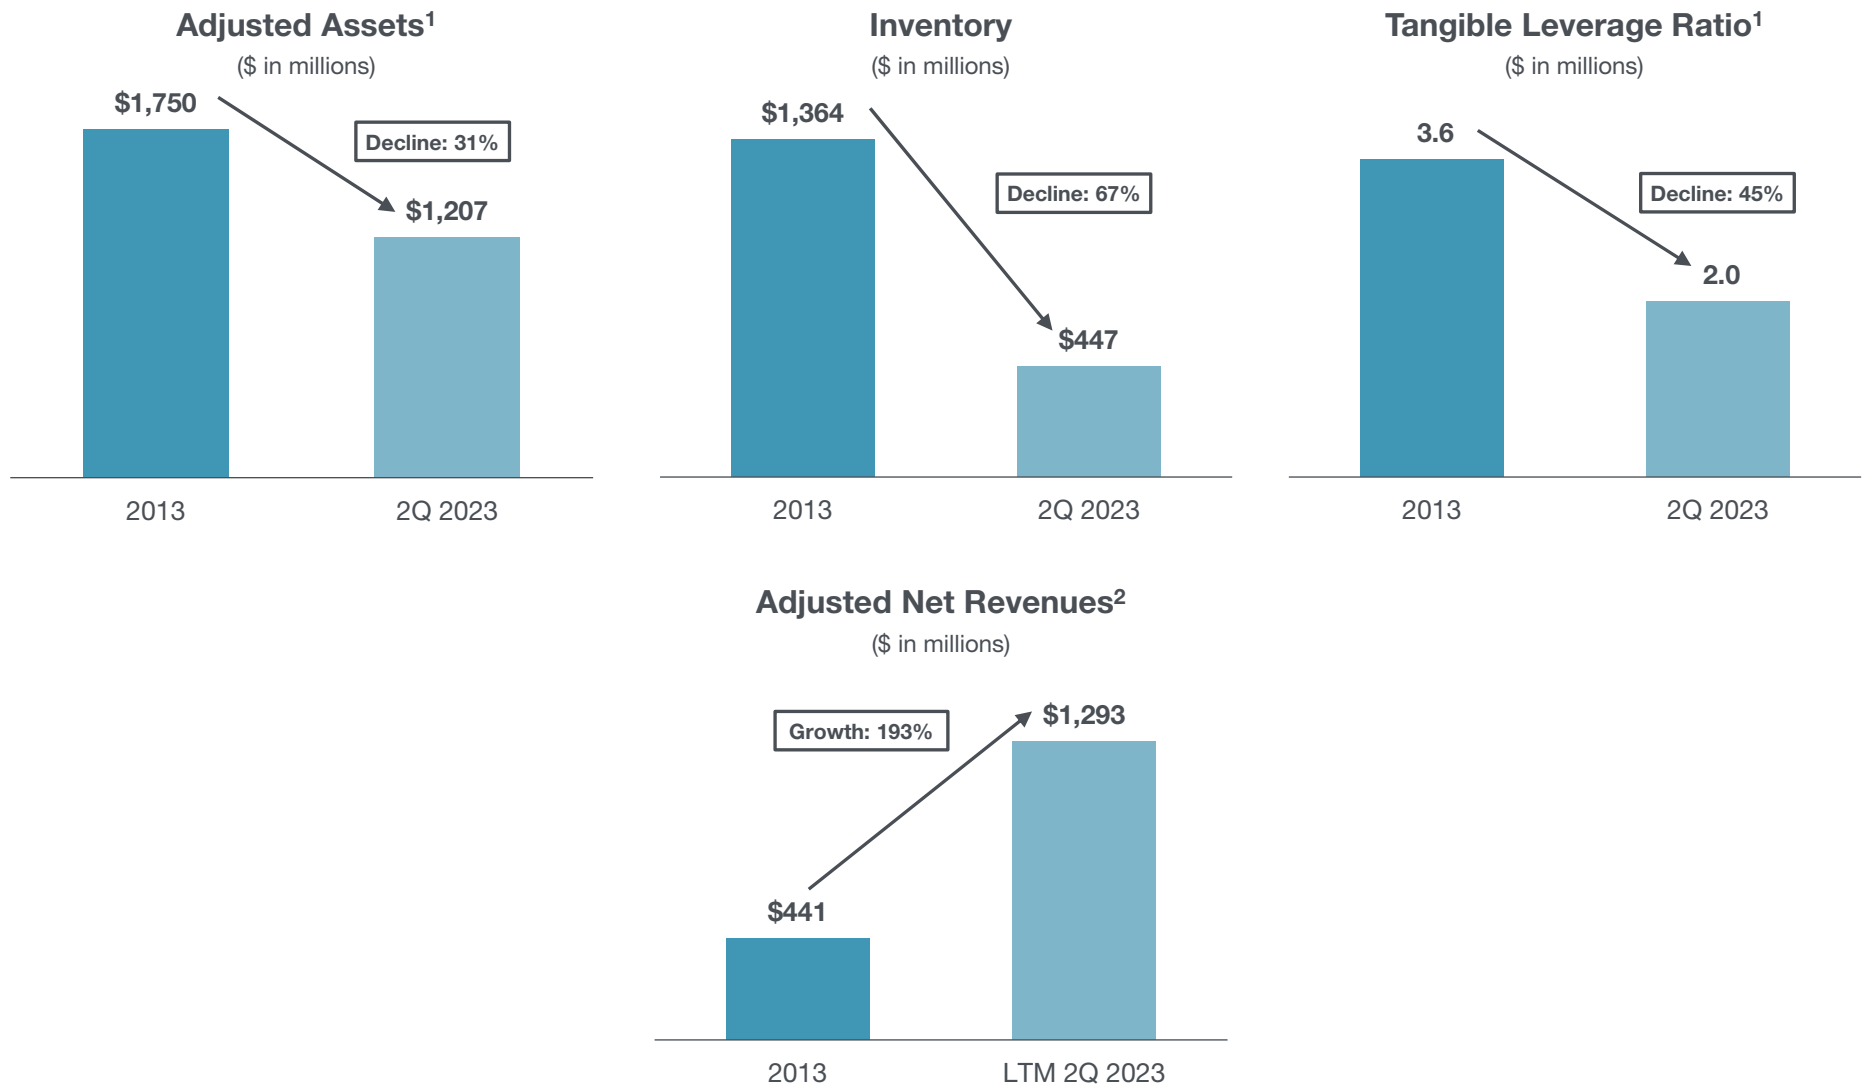 Adjusted Assets¹
($ in millions)
$1,750
Decline: 31%
$1,207
2013
2Q 2023
Inventory
($ in millions)
$1,364
Decline: 67%
$447
2013
2Q 2023
Tangible Leverage Ratio¹
($ in millions)
3.6
Decline: 45%
2.0
2013
2Q 2023
Adjusted Net Revenues²
($ in millions)
$1,293
Growth: 193%
$441
2013
LTM 2Q 2023